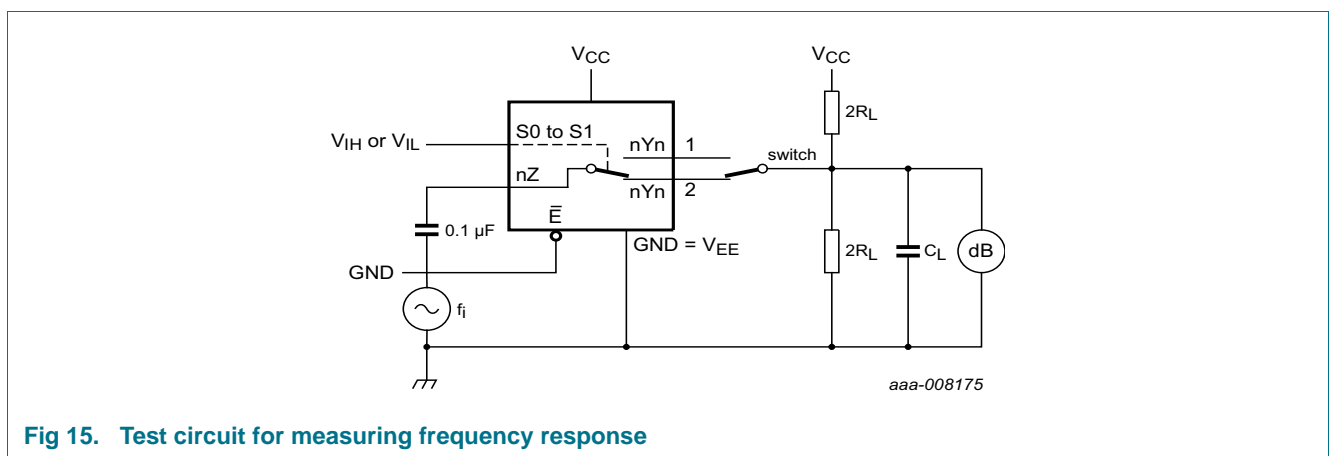 VCC
VCC
2RL
S0 to S1
nYn
1
VIH or VIL
switch
nZ
nYn
2
Ē
0.1 µF
GND = VEE
2RL
CL
dB
GND
fi
aaa-008175
Fig 15. Test circuit for measuring frequency response